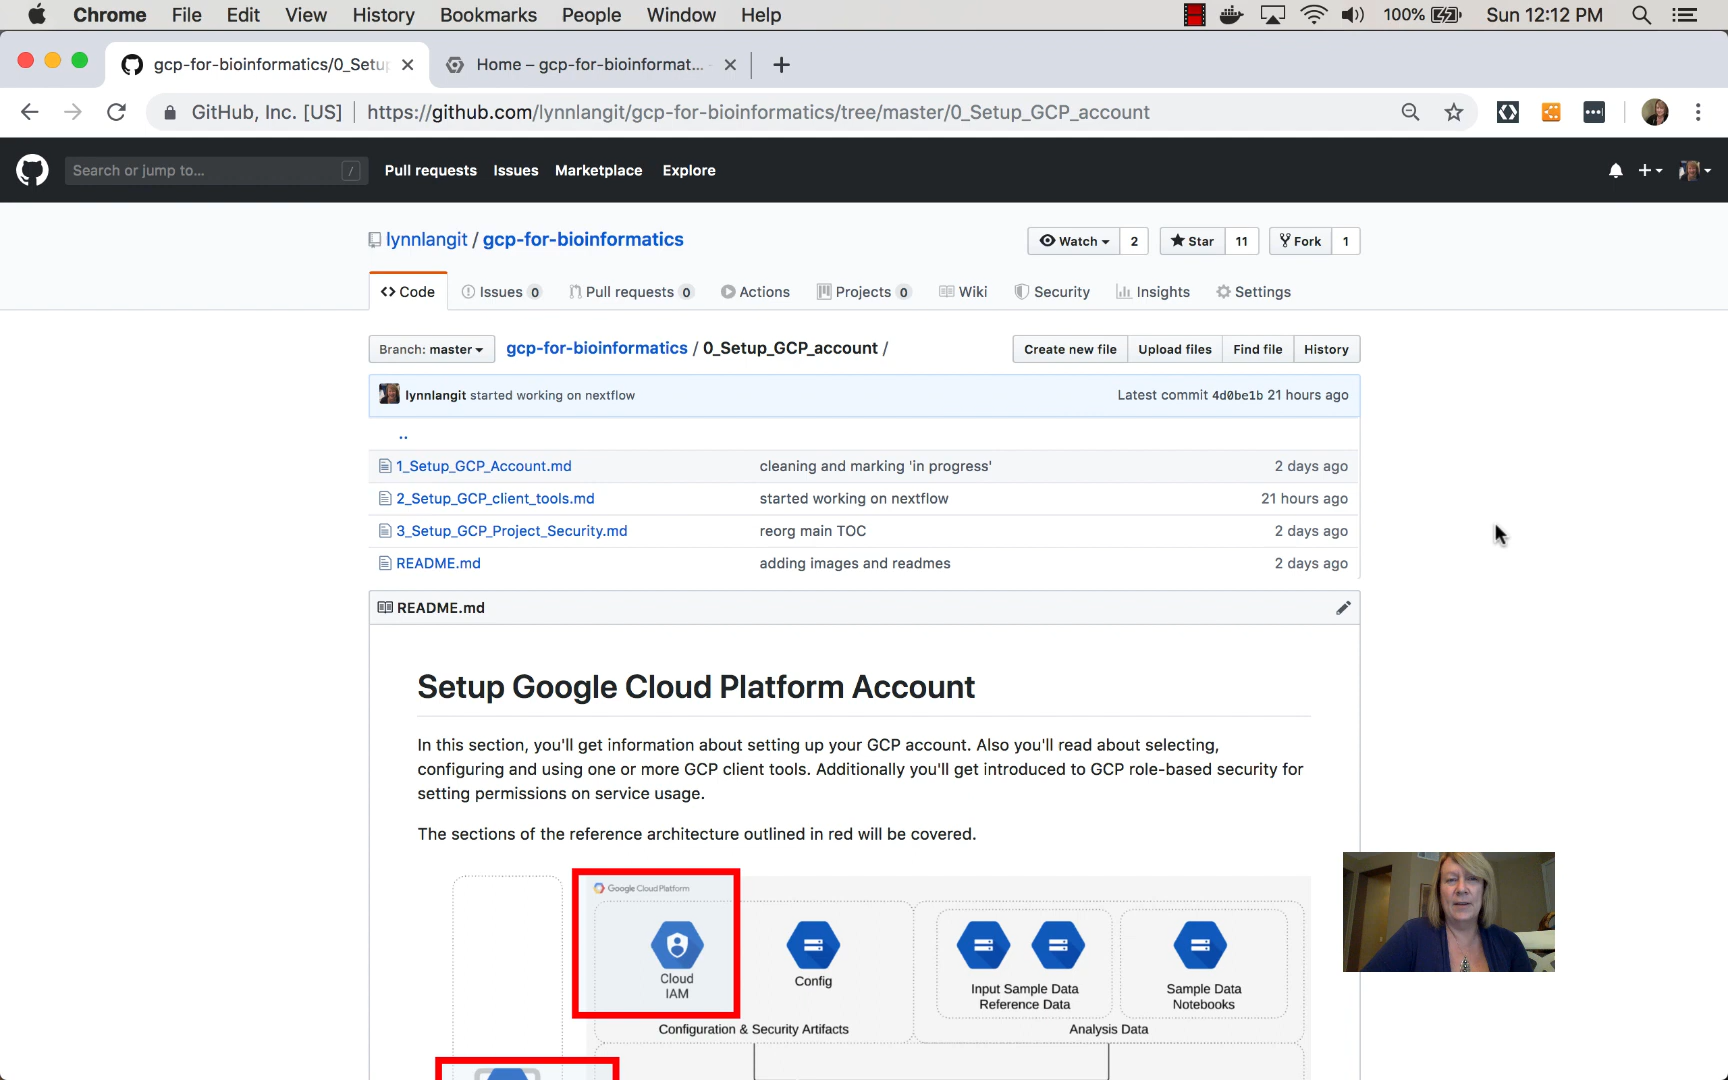 Chrome File Edit View History Bookmarks People Window Help 100% Sun 12:12 PM
gcp-for-bioinformatics/0_Setu Home – gcp-for-bioinformat...
GitHub, Inc. [US] https://github.com/lynnlangit/gcp-for-bioinformatics/tree/master/0_Setup_GCP_account
Search or jump to... / Pull requests Issues Marketplace Explore
lynnlangit / gcp-for-bioinformatics Watch 2 Star 11 Fork 1
Code Issues 0 Pull requests 0 Actions Projects 0 Wiki Security Insights Settings
Branch: master gcp-for-bioinformatics / 0_Setup_GCP_account / Create new file Upload files Find file History
lynnlangit started working on nextflow Latest commit 4d0be1b 21 hours ago
..
1_Setup_GCP_Account.md cleaning and marking 'in progress' 2 days ago
2_Setup_GCP_client_tools.md started working on nextflow 21 hours ago
3_Setup_GCP_Project_Security.md reorg main TOC 2 days ago
README.md adding images and readmes 2 days ago
README.md
Setup Google Cloud Platform Account
In this section, you'll get information about setting up your GCP account. Also you'll read about selecting,
configuring and using one or more GCP client tools. Additionally you'll get introduced to GCP role-based security for
setting permissions on service usage.
The sections of the reference architecture outlined in red will be covered.
Google Cloud Platform
Cloud
IAM
Config
Input Sample Data
Reference Data
Sample Data
Notebooks
Configuration & Security Artifacts
Analysis Data